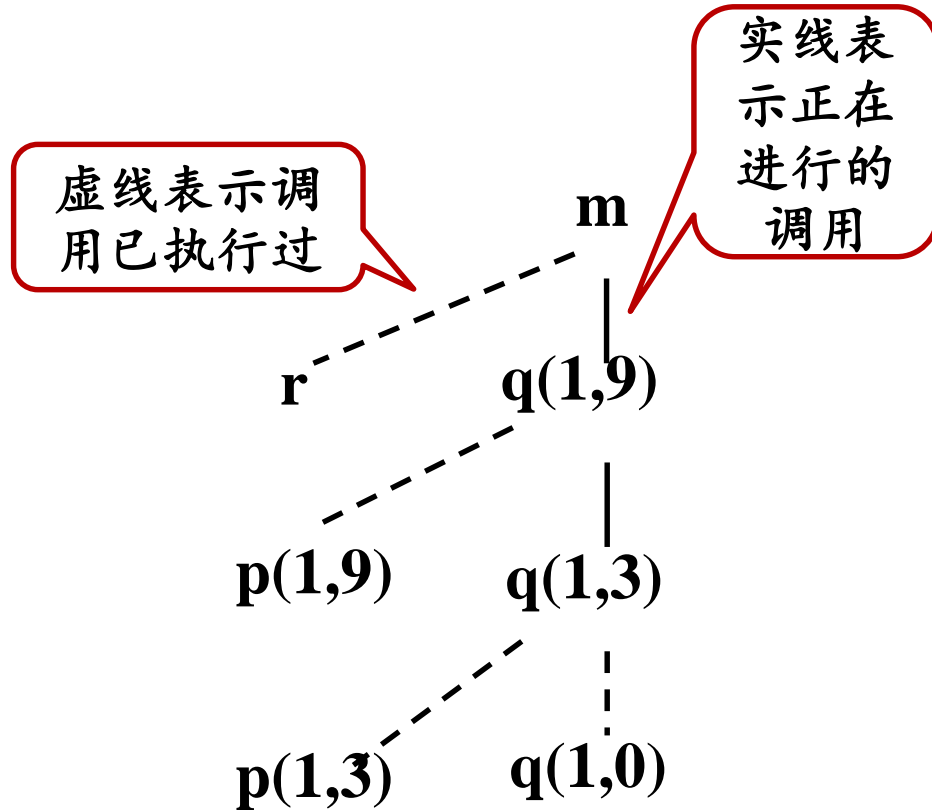 实线表
示正在
进行的
调用
虚线表示调
用已执行过
m
r
q(1,9)
p(1,9)
q(1,3)
p(1,3)
q(1,0)